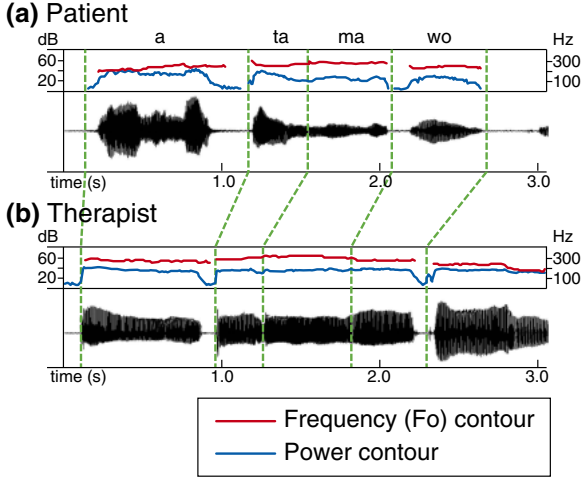 (a) Patient
a ta ma wo
dB Hz
60 300
20 100
time (s) 1.0 2.0 3.0
(b) Therapist
dB Hz
60 300
20 100
time (s) 1.0 2.0 3.0
Frequency (Fo) contour
Power contour